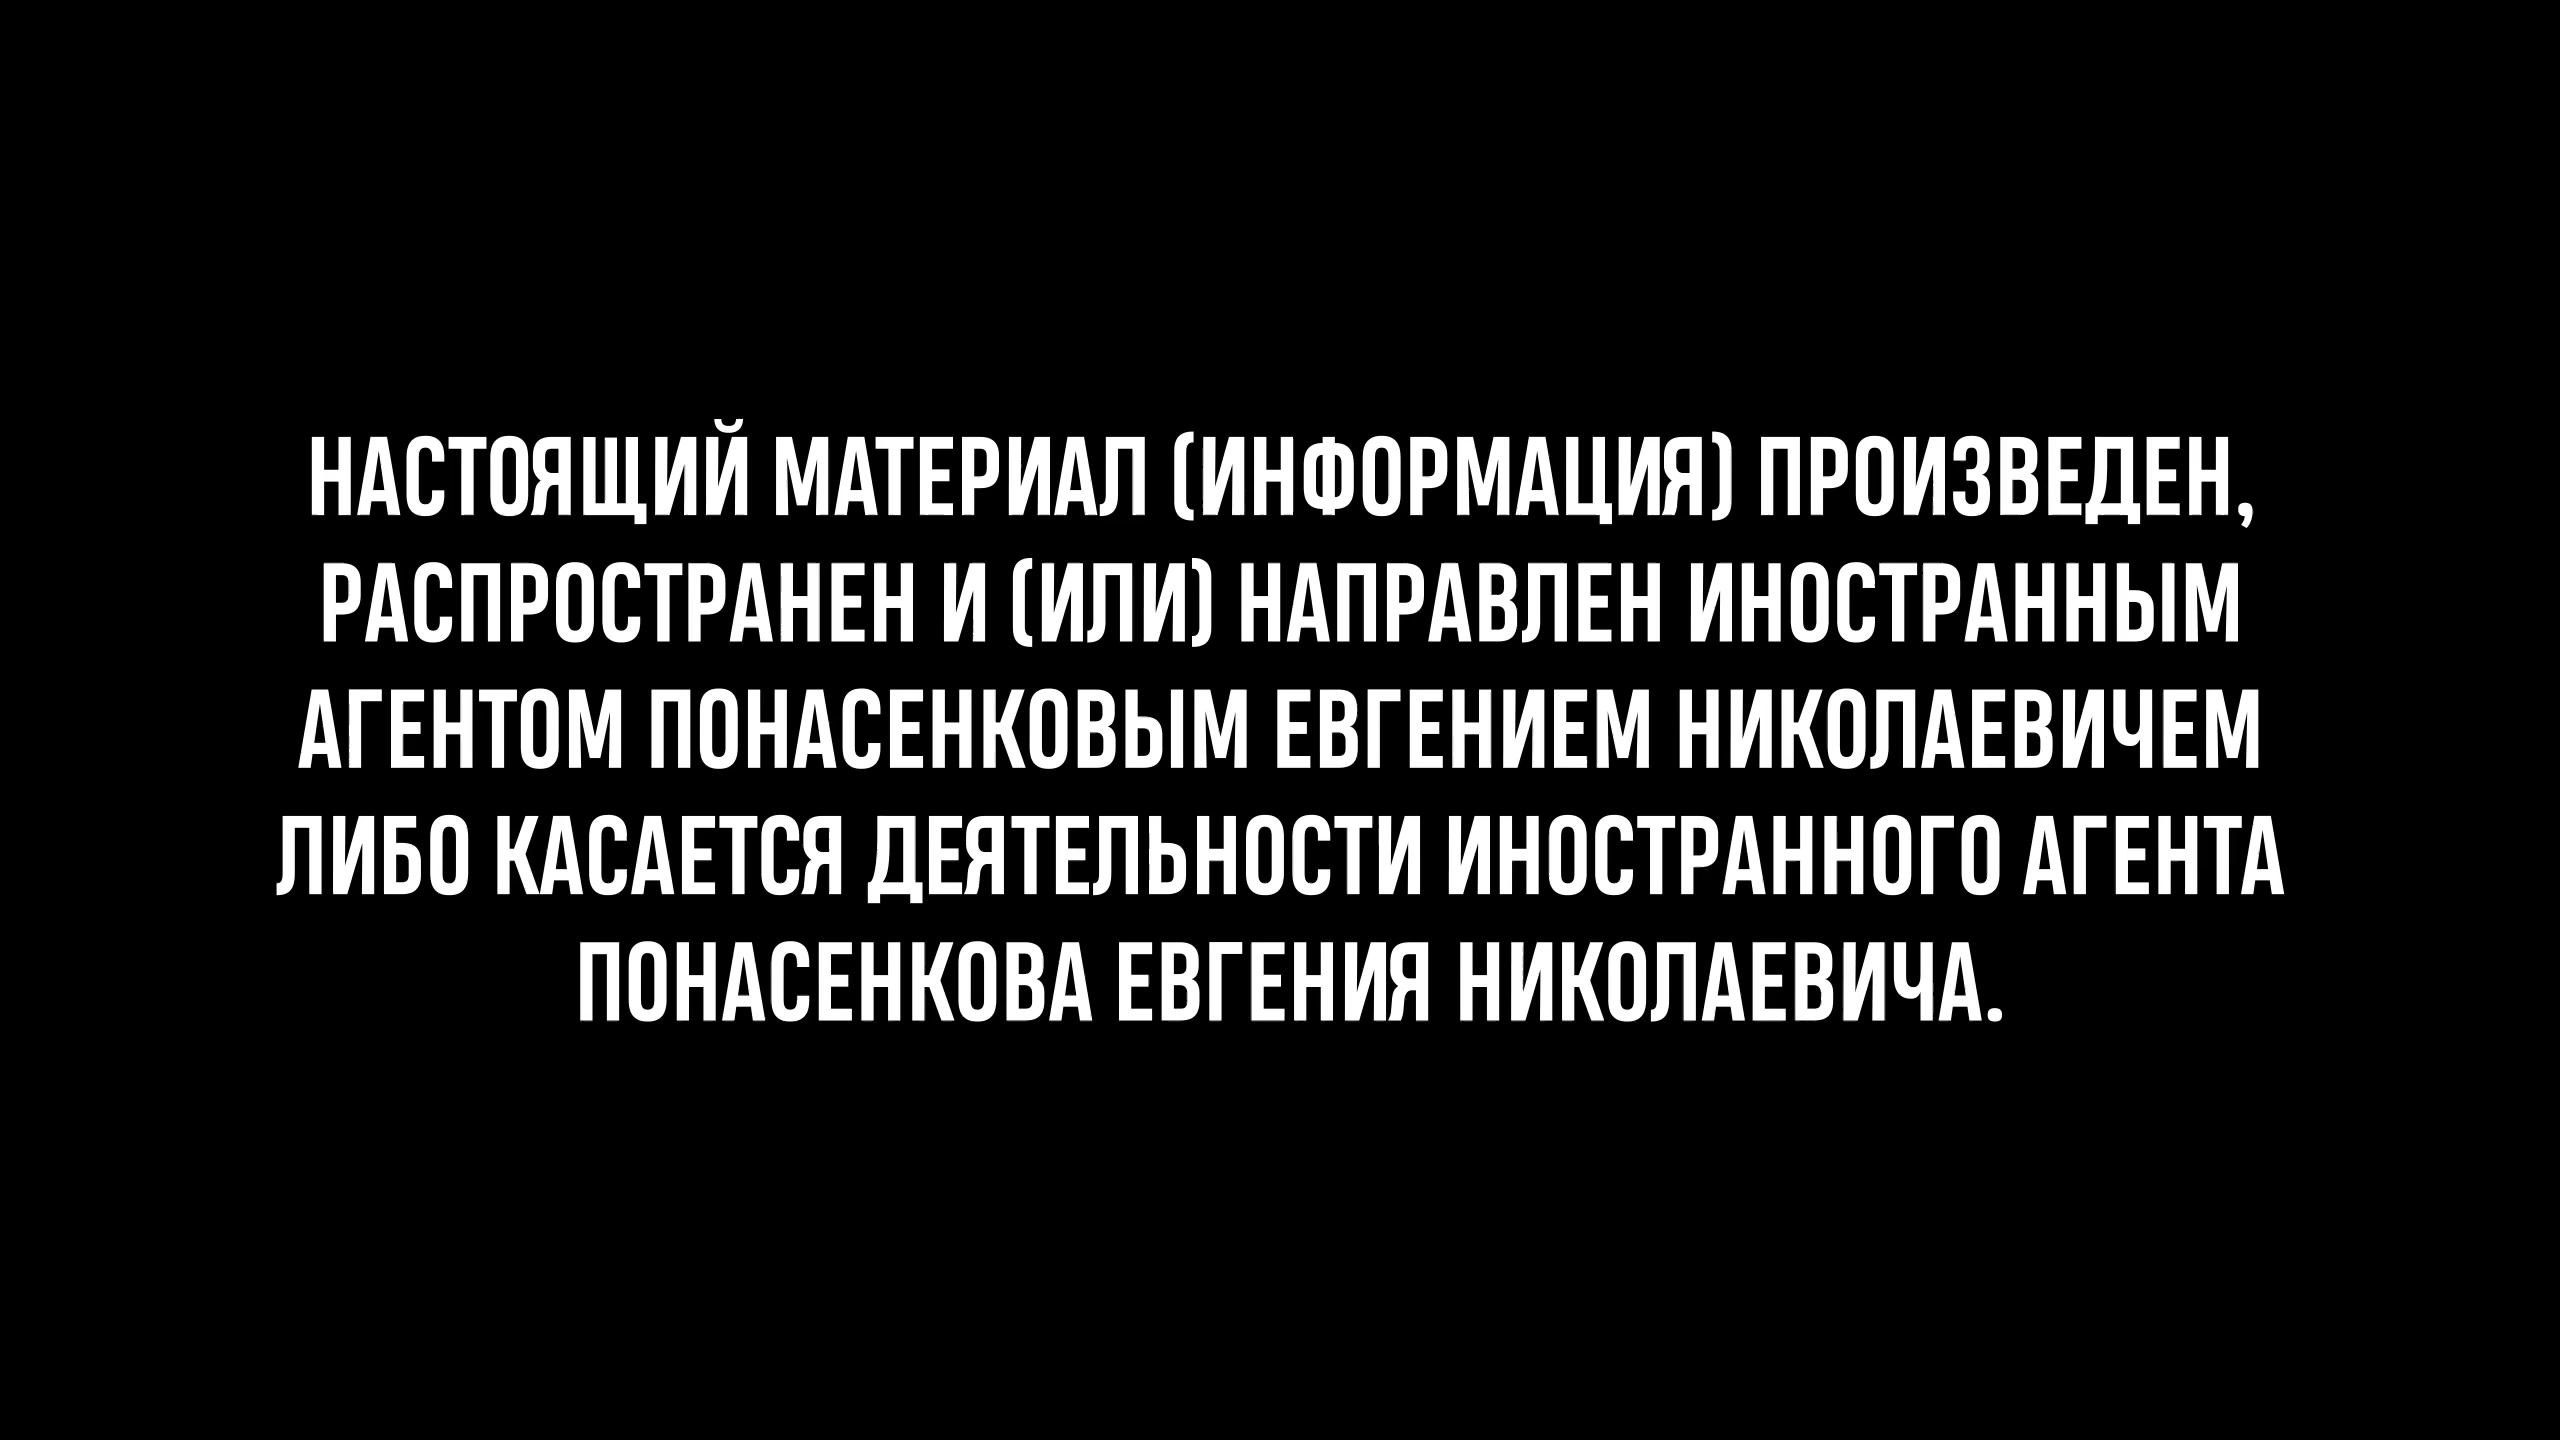 НАСТОЯЩИЙ МАТЕРИАЛ (ИНФОРМАЦИЯ) ПРОИЗВЕДЕН,
РАСПРОСТРАНЕН И (ИЛИ) НАПРАВЛЕН ИНОСТРАННЫМ
АГЕНТОМ ПОНАСЕНКОВЫМ ЕВГЕНИЕМ НИКОЛАЕВИЧЕМ
ЛИБО КАСАЕТСЯ ДЕЯТЕЛЬНОСТИ ИНОСТРАННОГО АГЕНТА
ПОНАСЕНКОВА ЕВГЕНИЯ НИКОЛАЕВИЧА.